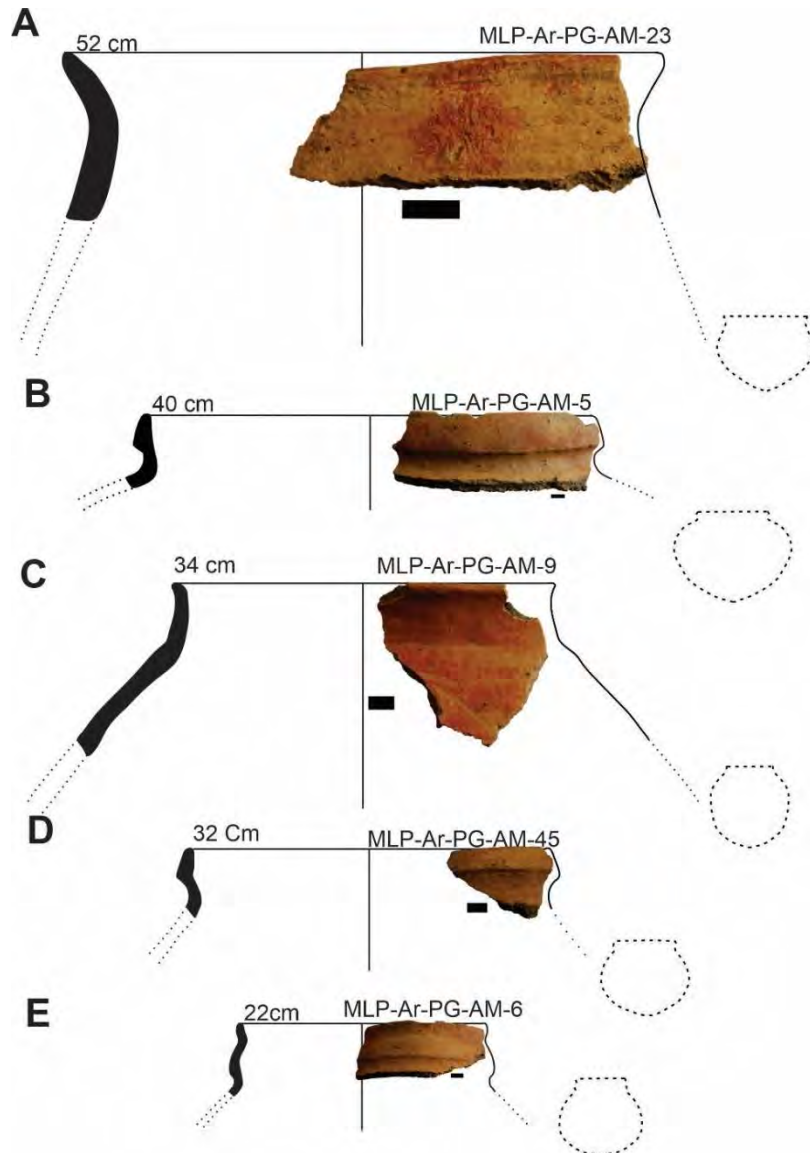 A
52 cm
MLP-Ar-PG-AM-23
B
40 cm
MLP-Ar-PG-AM-5
C
34 cm
MLP-Ar-PG-AM-9
D
32 Cm
MLP-Ar-PG-AM-45
E
22cm
MLP-Ar-PG-AM-6